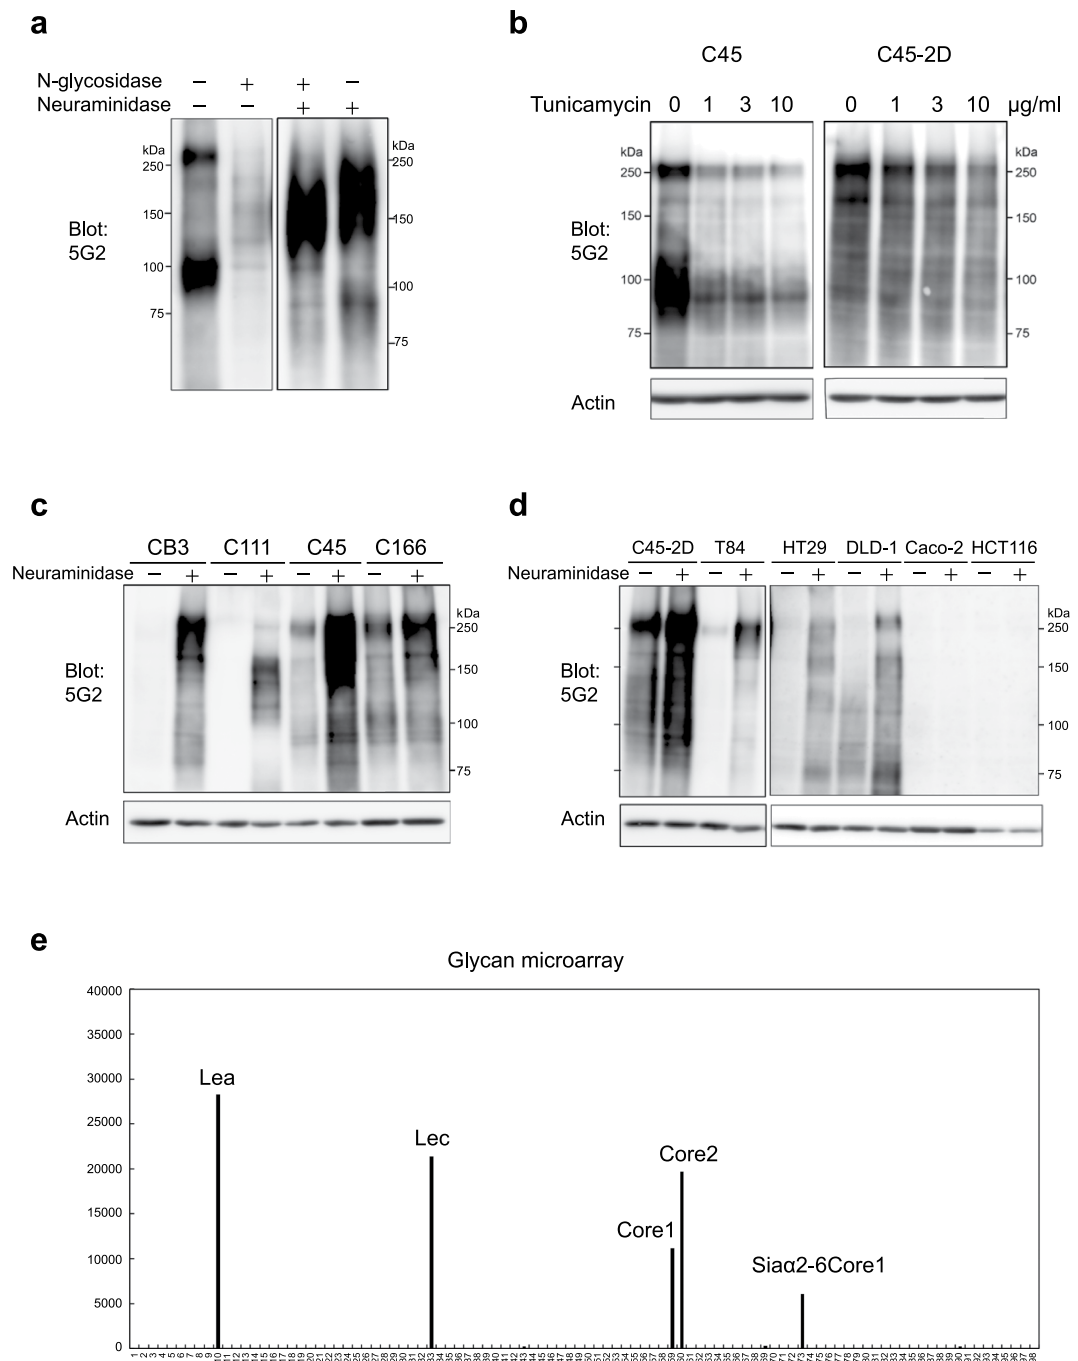 a
N-glycosidase − + + −
Neuraminidase − − + +
kDa
250
150
100
75
kDa
250
150
100
75
Blot:
5G2
b
C45 C45-2D
Tunicamycin 0 1 3 10 0 1 3 10 µg/ml
kDa
250
150
100
75
kDa
250
150
100
75
Blot:
5G2
Actin
c
CB3 C111 C45 C166
Neuraminidase − + − + − + − +
kDa
250
150
100
75
Blot:
5G2
Actin
d
C45-2D T84 HT29 DLD-1 Caco-2 HCT116
Neuraminidase − + − + − + − + − + − +
kDa
250
150
100
75
Blot:
5G2
Actin
e
Glycan microarray
40000
35000
30000
25000
20000
15000
10000
5000
0
Lea
Lec
Core1
Core2
Siaα2-6Core1